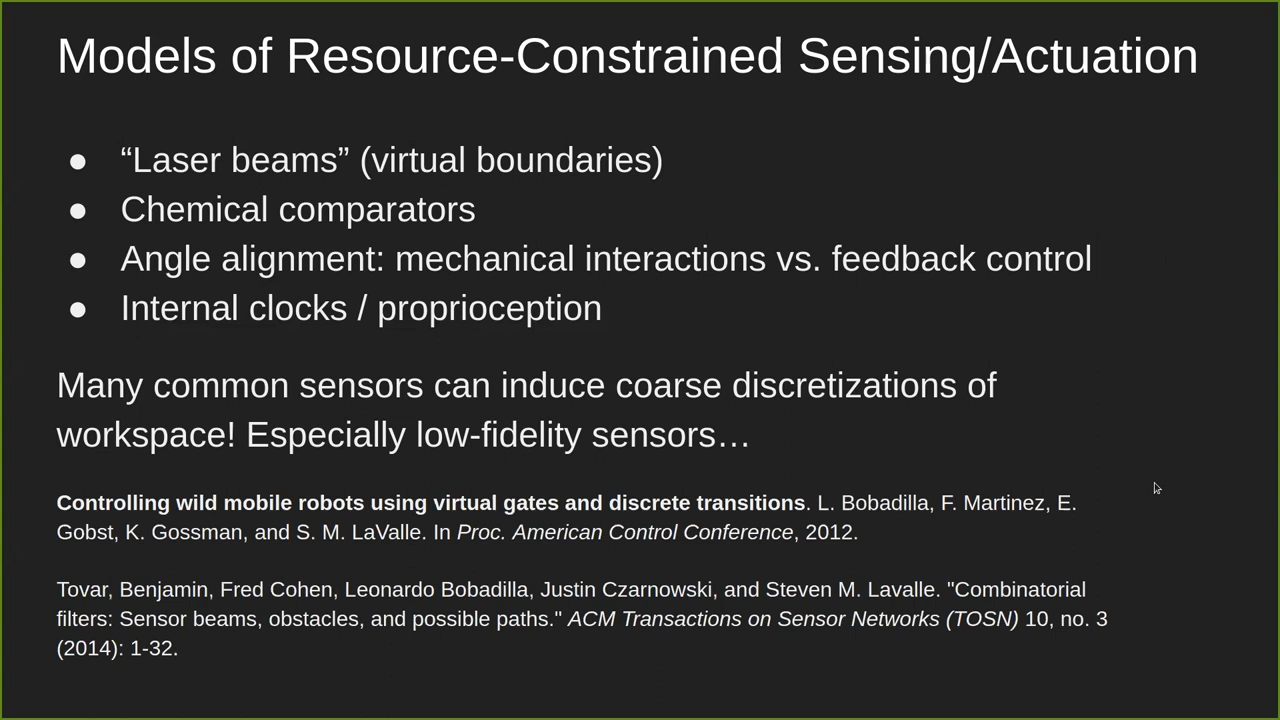 Models of Resource-Constrained Sensing/Actuation
● “Laser beams” (virtual boundaries)
● Chemical comparators
● Angle alignment: mechanical interactions vs. feedback control
● Internal clocks / proprioception
Many common sensors can induce coarse discretizations of
workspace! Especially low-fidelity sensors…
Controlling wild mobile robots using virtual gates and discrete transitions. L. Bobadilla, F. Martinez, E.
Gobst, K. Gossman, and S. M. LaValle. In Proc. American Control Conference, 2012.
Tovar, Benjamin, Fred Cohen, Leonardo Bobadilla, Justin Czarnowski, and Steven M. Lavalle. "Combinatorial
filters: Sensor beams, obstacles, and possible paths." ACM Transactions on Sensor Networks (TOSN) 10, no. 3
(2014): 1-32.